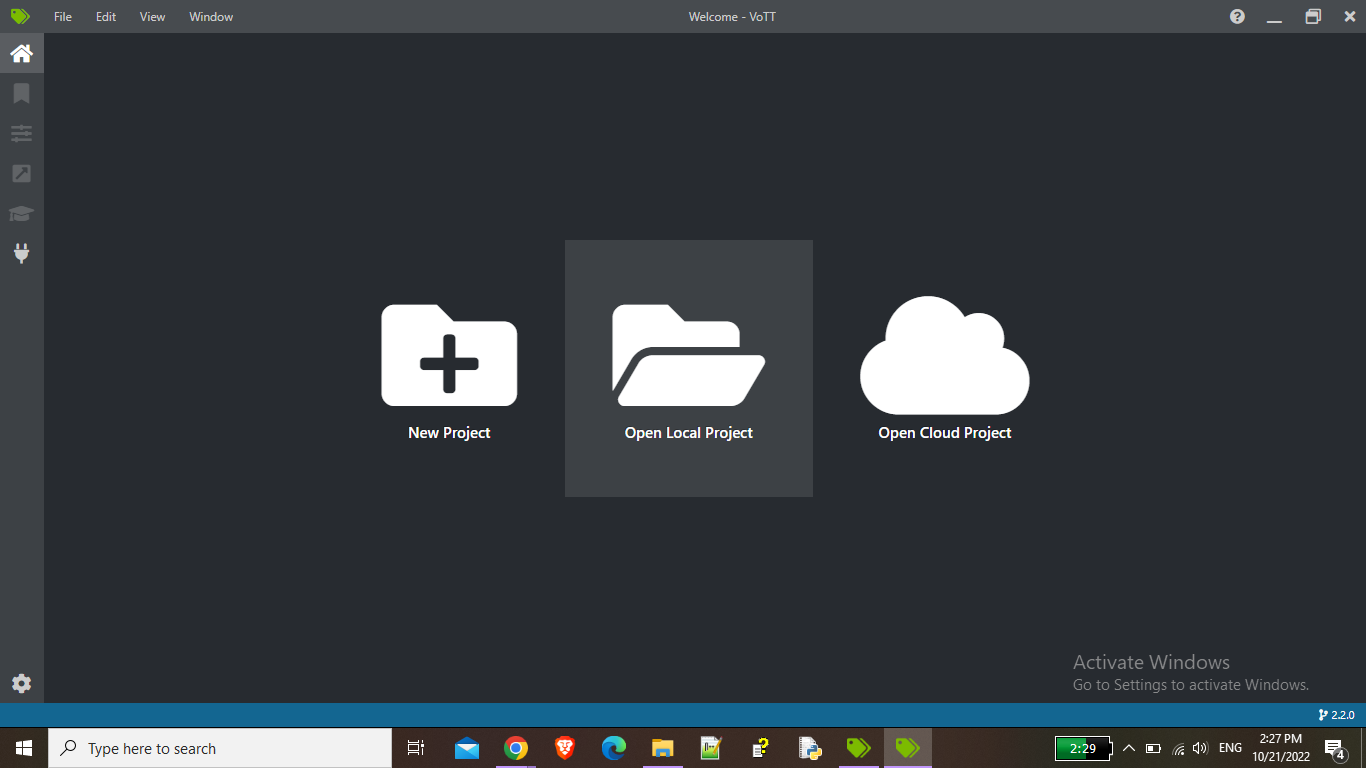 File Edit View Window Welcome - VoTT
New Project
Open Local Project
Open Cloud Project
Activate Windows
Go to Settings to activate Windows.
2.2.0
Type here to search
2:29
ENG
2:27 PM
10/21/2022
4